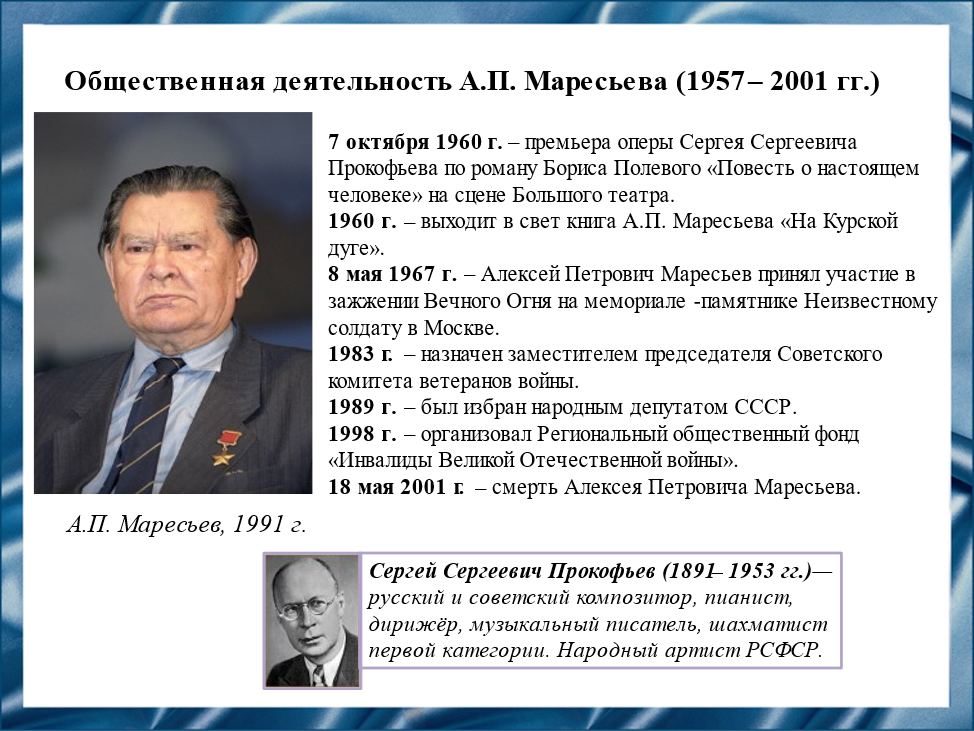 Общественная деятельность А.П. Маресьева (1957– 2001 гг.)
7 октября 1960 г. – премьера оперы Сергея Сергеевича
Прокофьева по роману Бориса Полевого «Повесть о настоящем
человеке» на сцене Большого театра.
1960 г. – выходит в свет книга А.П. Маресьева «На Курской
дуге».
8 мая 1967 г. – Алексей Петрович Маресьев принял участие в
зажжении Вечного Огня на мемориале -памятнике Неизвестному
солдату в Москве.
1983 г. – назначен заместителем председателя Советского
комитета ветеранов войны.
1989 г. – был избран народным депутатом СССР.
1998 г. – организовал Региональный общественный фонд
«Инвалиды Великой Отечественной войны».
18 мая 2001 г. – смерть Алексея Петровича Маресьева.
А.П. Маресьев, 1991 г.
Сергей Сергеевич Прокофьев (1891– 1953 гг.)—
русский и советский композитор, пианист,
дирижёр, музыкальный писатель, шахматист
первой категории. Народный артист РСФСР.